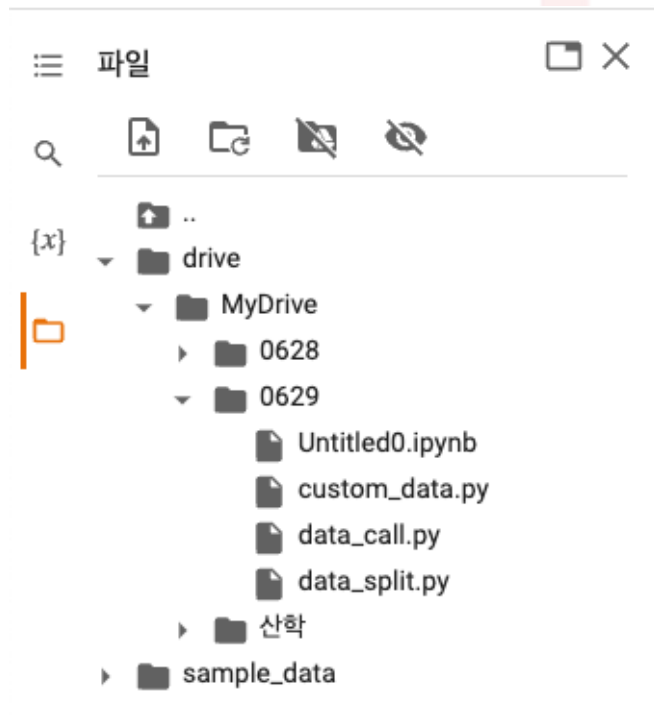 파일
..
{x}
drive
MyDrive
0628
0629
Untitled0.ipynb
custom_data.py
data_call.py
data_split.py
산학
sample_data